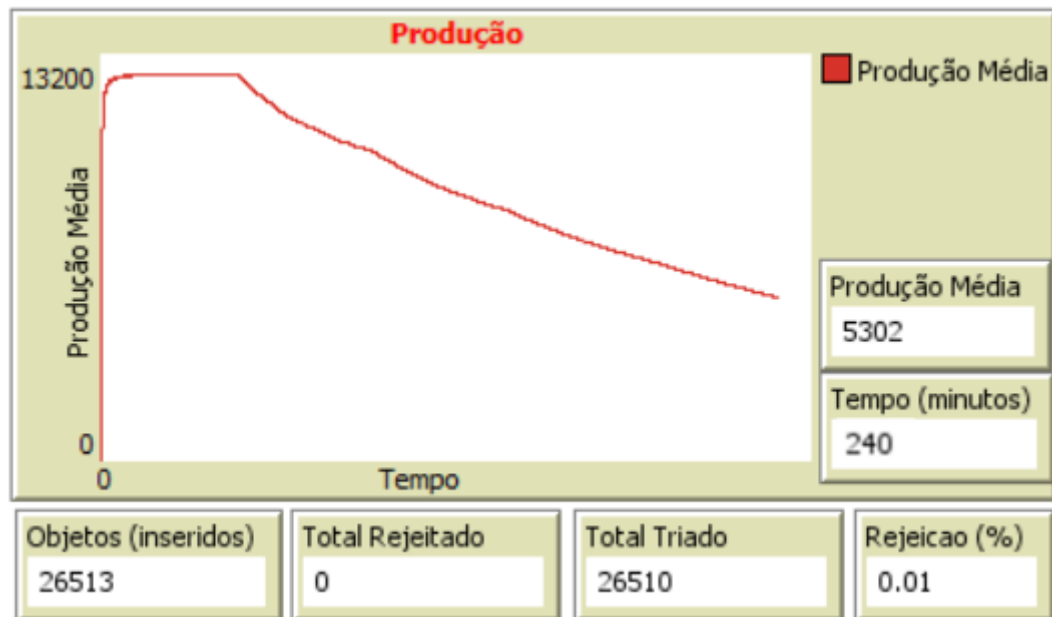 Produção
13200
Produção Média
Produção Média
0
0
Tempo
Produção Média
5302
Tempo (minutos)
240
Objetos (inseridos)
26513
Total Rejeitado
0
Total Triado
26510
Rejeicao (%)
0.01